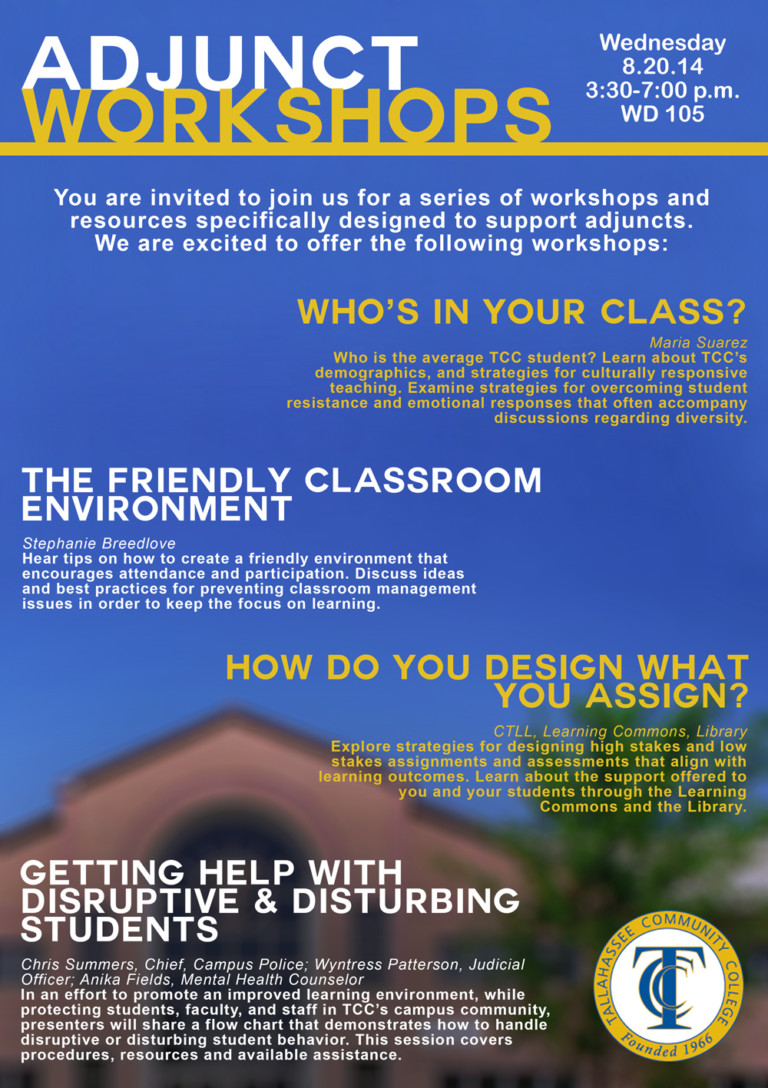 ADJUNCT
WORKSHOPS
Wednesday
8.20.14
3:30-7:00 p.m.
WD 105
You are invited to join us for a series of workshops and
resources specifically designed to support adjuncts.
We are excited to offer the following workshops:
WHO'S IN YOUR CLASS?
Maria Suarez
Who is the average TCC student? Learn about TCC's
demographics, and strategies for culturally responsive
teaching. Examine strategies for overcoming student
resistance and emotional responses that often accompany
discussions regarding diversity.
THE FRIENDLY CLASSROOM
ENVIRONMENT
Stephanie Breedlove
Hear tips on how to create a friendly environment that
encourages attendance and participation. Discuss ideas
and best practices for preventing classroom management
issues in order to keep the focus on learning.
HOW DO YOU DESIGN WHAT
YOU ASSIGN?
CTLL, Learning Commons, Library
Explore strategies for designing high stakes and low
stakes assignments and assessments that align with
learning outcomes. Learn about the support offered to
you and your students through the Learning
Commons and the Library.
GETTING HELP WITH
DISRUPTIVE & DISTURBING
STUDENTS
Chris Summers, Chief, Campus Police; Wyntress Patterson, Judicial
Officer; Anika Fields, Mental Health Counselor
In an effort to promote an improved learning environment, while
protecting students, faculty, and staff in TCC's campus community,
presenters will share a flow chart that demonstrates how to handle
disruptive or disturbing student behavior. This session covers
procedures, resources and available assistance.
TALLAHASSEE COMMUNITY COLLEGE
TCC
Founded 1966